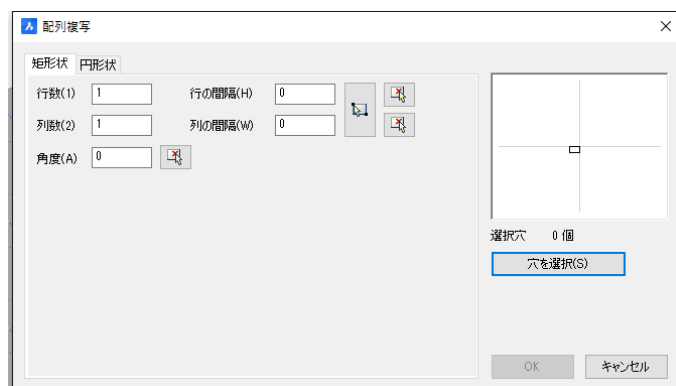 配列複写
矩形状 円形状
行数(1) 1 行の間隔(H) 0
列数(2) 1 列の間隔(W) 0
角度(A) 0
選択穴 0 個
穴を選択(S)
OK キャンセル